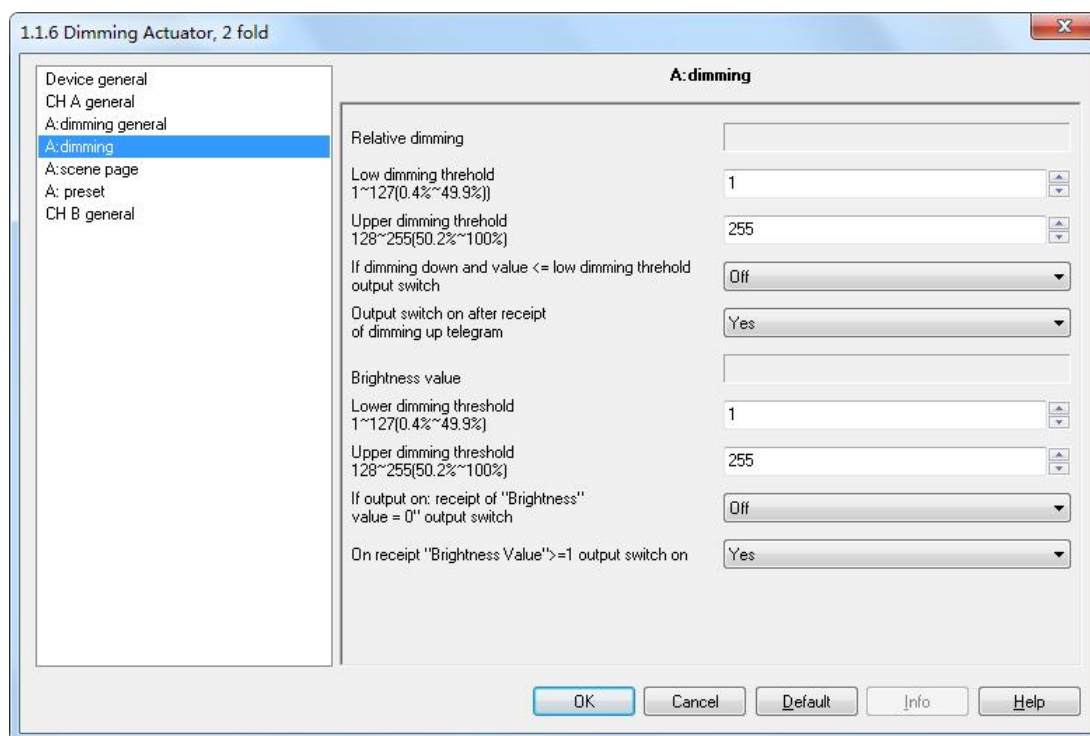 1.1.6 Dimming Actuator, 2 fold
Device general
CH A general
A:dimming general
A:dimming
A:scene page
A: preset
CH B general
A:dimming
Relative dimming
Low dimming threhold
1~127(0.4%~49.9%))
1
Upper dimming threhold
128~255(50.2%~100%)
255
If dimming down and value <= low dimming threhold
output switch
Off
Output switch on after receipt
of dimming up telegram
Yes
Brightness value
Lower dimming threshold
1~127(0.4%~49.9%)
1
Upper dimming threshold
128~255(50.2%~100%)
255
If output on: receipt of "Brightness"
value = 0" output switch
Off
On receipt "Brightness Value">=1 output switch on
Yes
OK
Cancel
Default
Info
Help